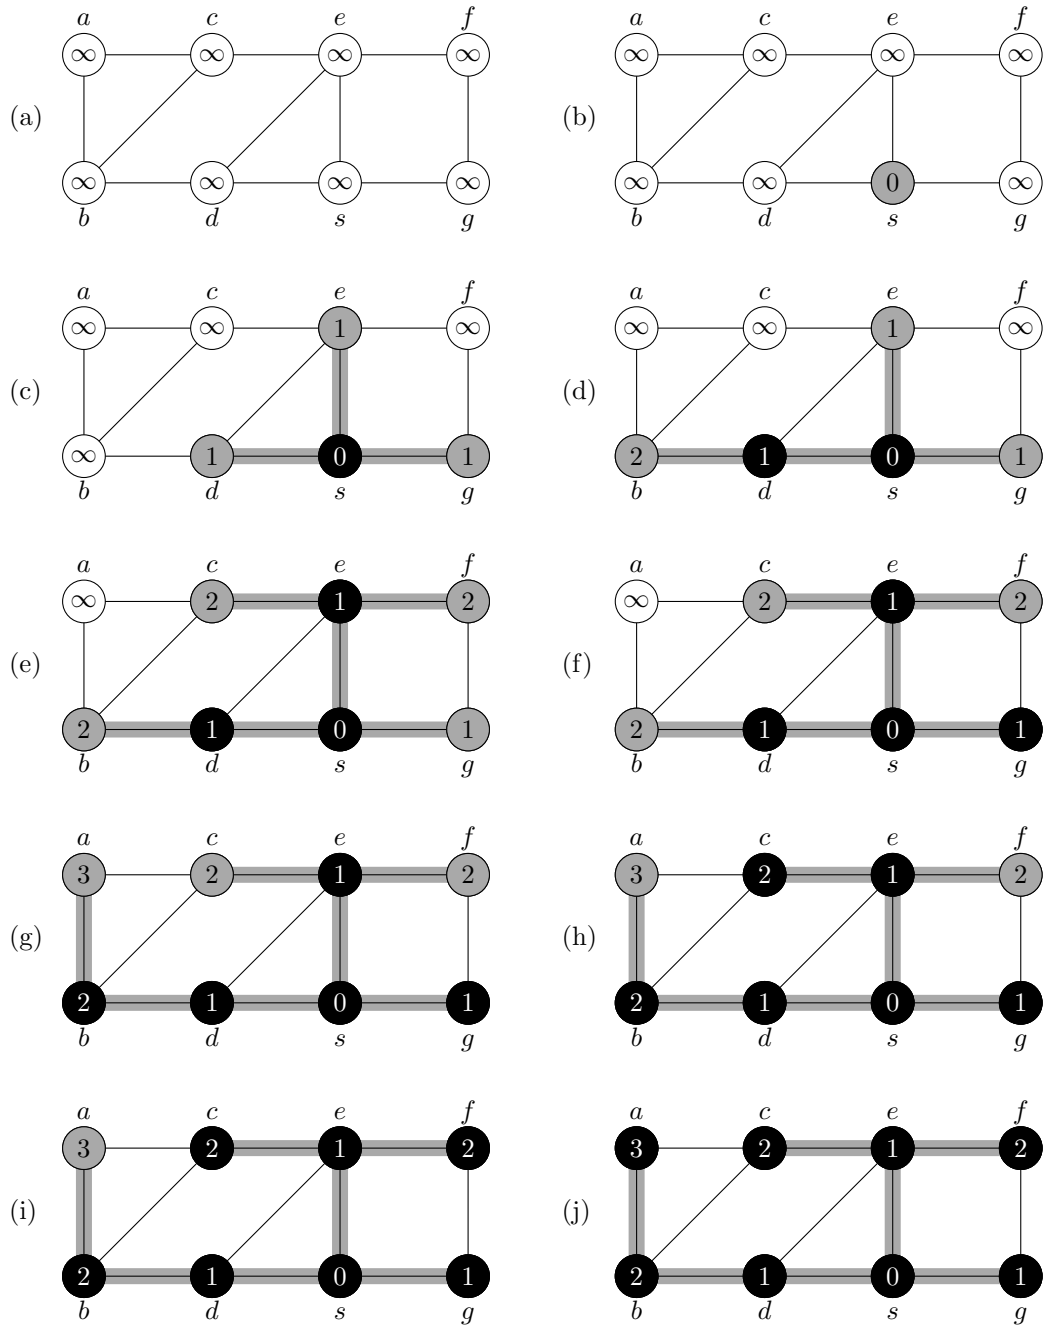 a c e f a c e f
∞ ∞ ∞ ∞ ∞ ∞ ∞ ∞
(a) (b)
∞ ∞ ∞ ∞ ∞ ∞ 0 ∞
b d s g b d s g
a c e f a c e f
∞ ∞ 1 ∞ ∞ ∞ 1 ∞
(c) (d)
∞ 1 0 1 2 1 0 1
b d s g b d s g
a c e f a c e f
∞ 2 1 2 ∞ 2 1 2
(e) (f)
2 1 0 1 2 1 0 1
b d s g b d s g
a c e f a c e f
3 2 1 2 3 2 1 2
(g) (h)
2 1 0 1 2 1 0 1
b d s g b d s g
a c e f a c e f
3 2 1 2 3 2 1 2
(i) (j)
2 1 0 1 2 1 0 1
b d s g b d s g